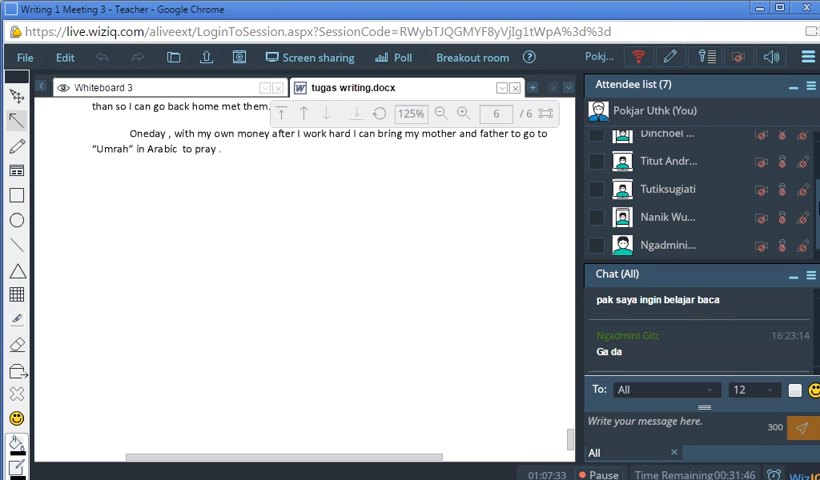 Writing 1 Meeting 3 - Teacher - Google Chrome
https://live.wiziq.com/aliveext/LoginToSession.aspx?SessionCode=RWybTJQGMYF8yVjIg1tWpA%3d%3d
File Edit Screen sharing Poll Breakout room Pokj...
Whiteboard 3 tugas writing.docx
Attendee list (7)
than so I can go back home met them.
125% 6 / 6
Pokjar Uthk (You)
Oneday , with my own money after I work hard I can bring my mother and father to go to
“Umrah” in Arabic to pray .
Dinchoel ...
Titut Andr...
Tutiksugiati
Nanik Wu...
Ngadmini...
Chat (All)
pak saya ingin belajar baca
Ngadmini Gitc 16:23:14
Ga da
To: All 12
Write your message here. 300
All
01:07:33 Pause Time Remaining 00:31:46